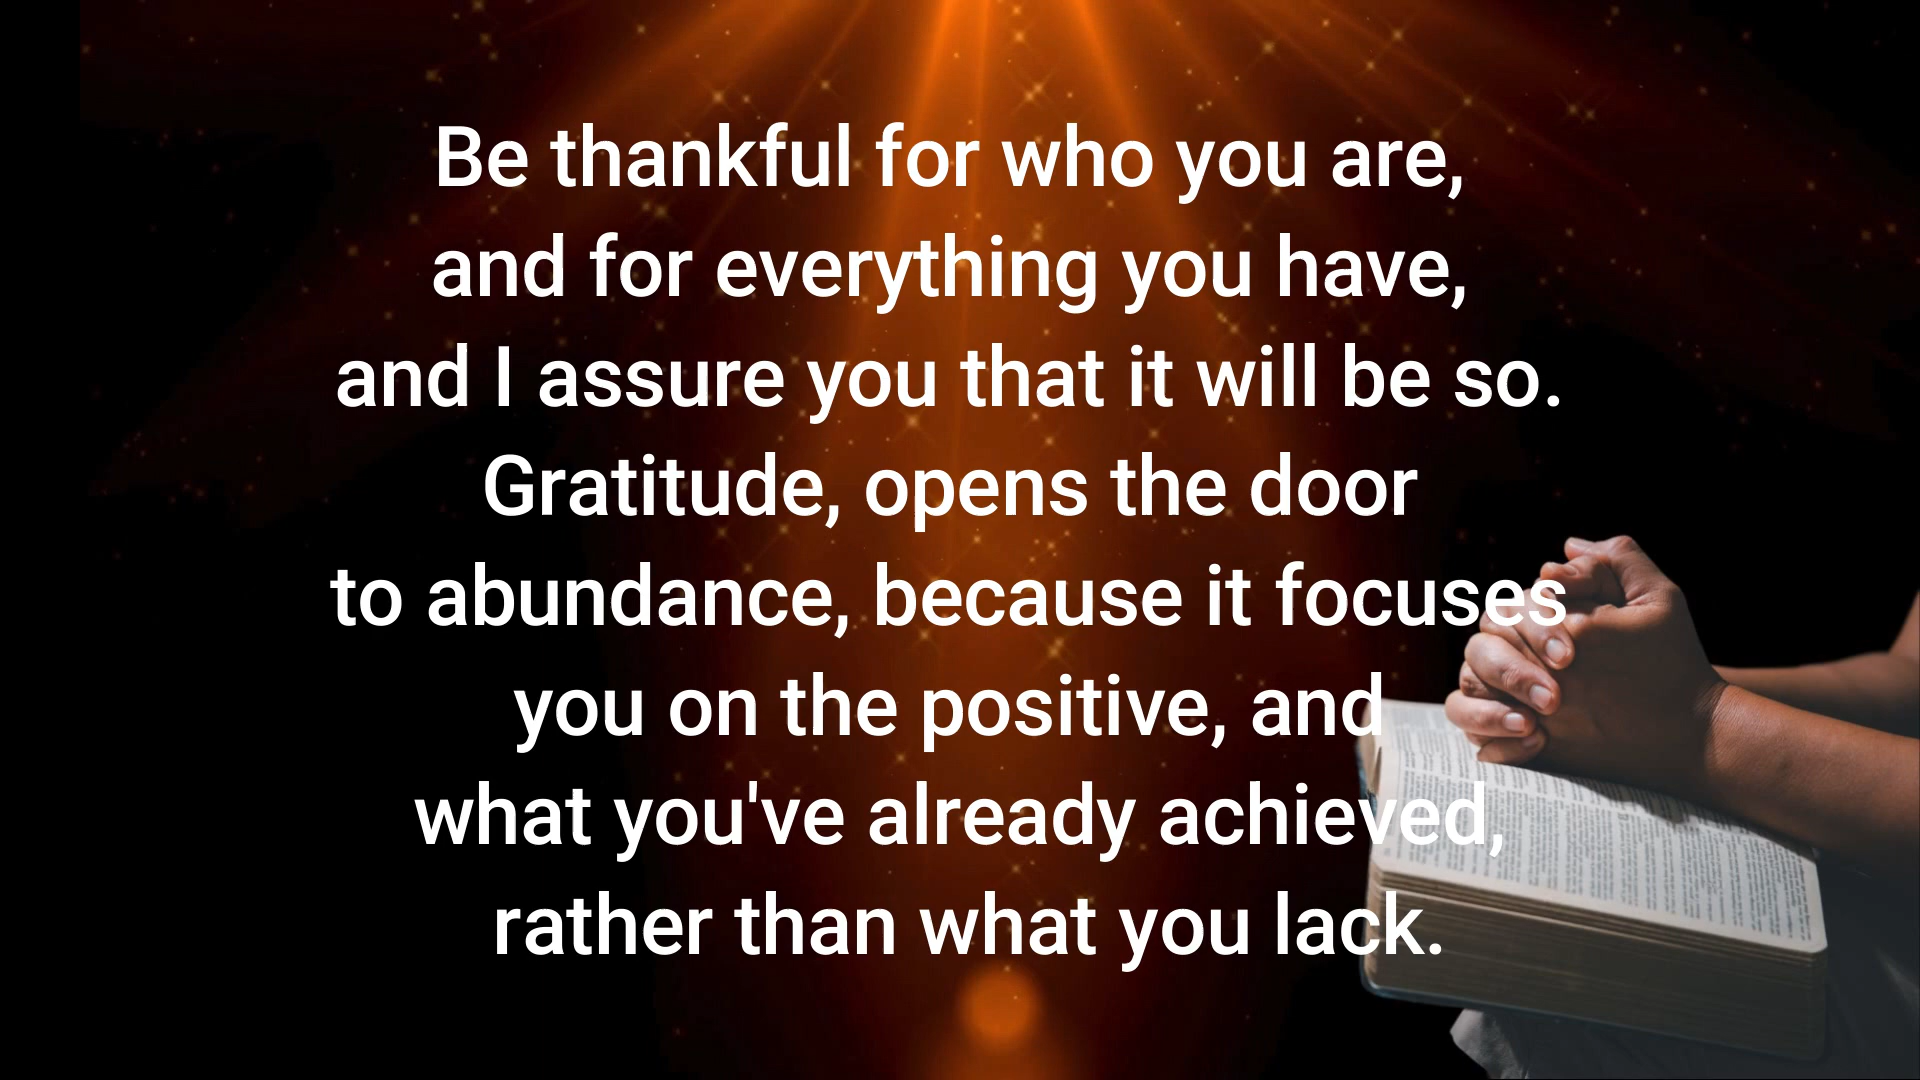 Be thankful for who you are,
and for everything you have,
and I assure you that it will be so.
Gratitude, opens the door
to abundance, because it focuses
you on the positive, and
what you've already achieved,
rather than what you lack.